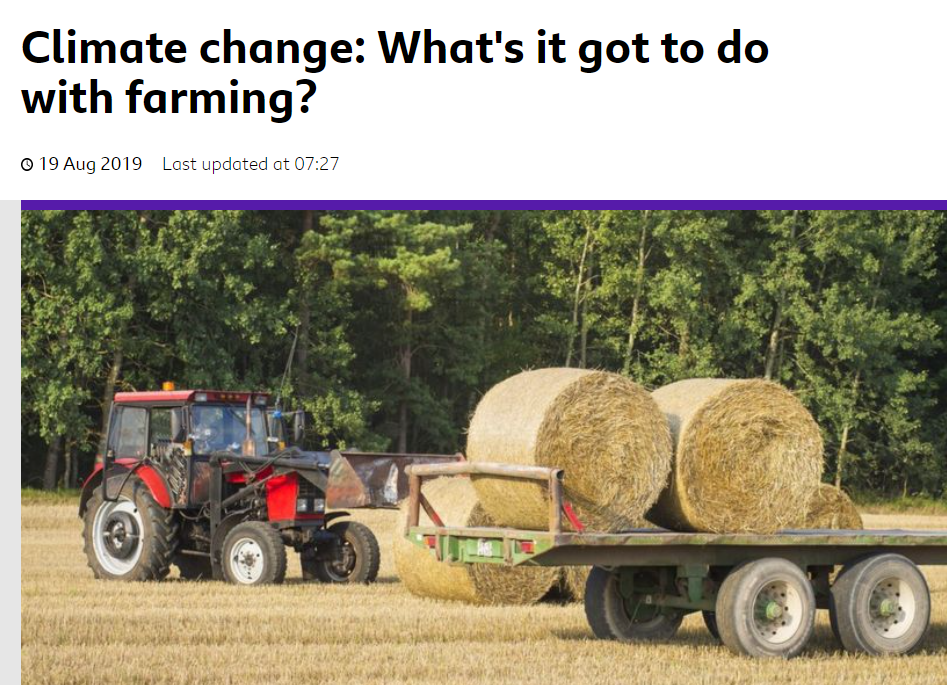 Climate change: What's it got to do
with farming?
19 Aug 2019 Last updated at 07:27